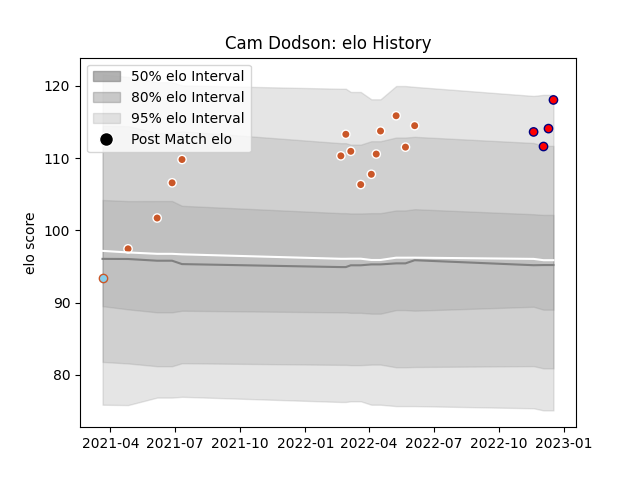 Cam Dodson: elo History
50% elo Interval
80% elo Interval
95% elo Interval
Post Match elo
elo score
120
110
100
90
80
2021-04 2021-07 2021-10 2022-01 2022-04 2022-07 2022-10 2023-01